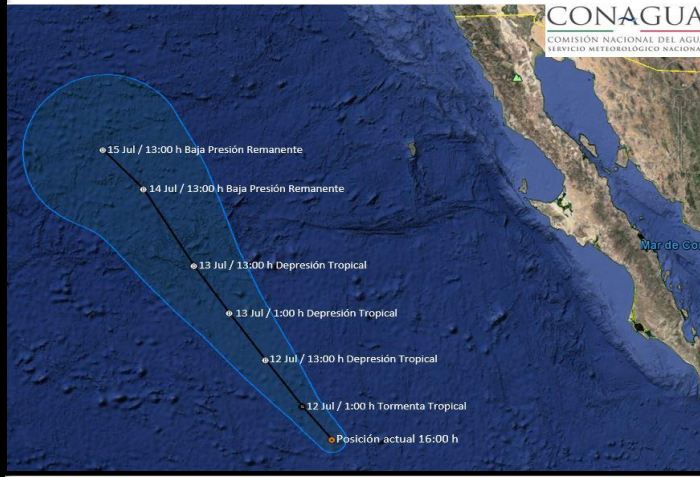 CONAGUA
COMISIÓN NACIONAL DEL AGUA
SERVICIO METEOROLÓGICO NACIONAL
15 Jul / 13:00 h Baja Presión Remanente
14 Jul / 13:00 h Baja Presión Remanente
Mar de Co
13 Jul / 13:00 h Depresión Tropical
13 Jul / 1:00 h Depresión Tropical
12 Jul / 13:00 h Depresión Tropical
12 Jul / 1:00 h Tormenta Tropical
Posición actual 16:00 h